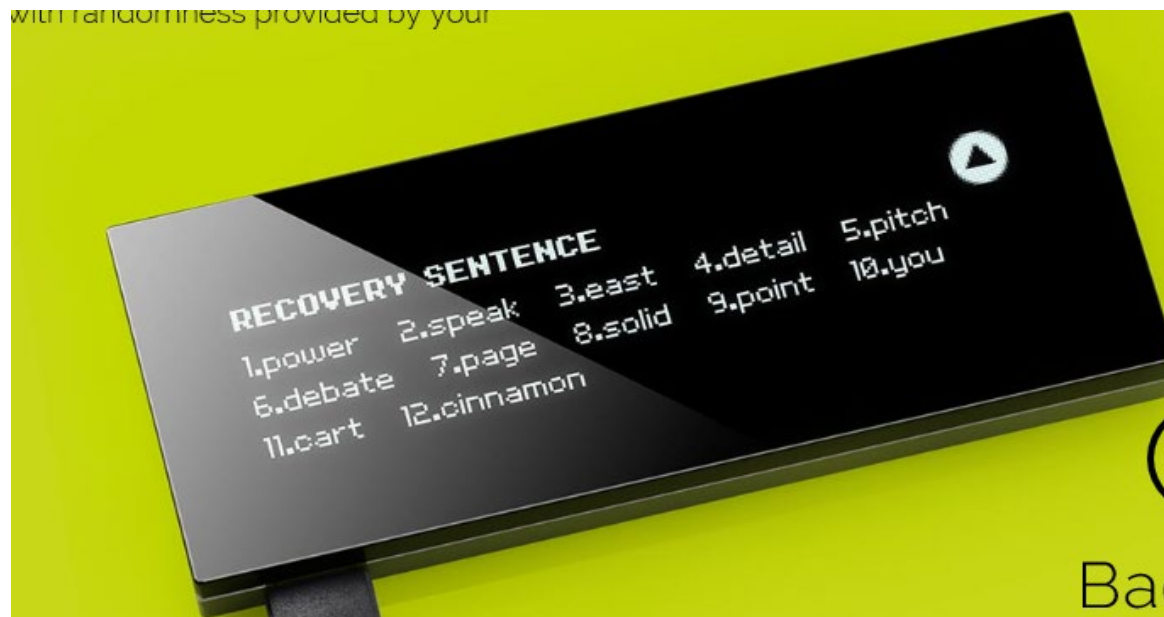 with randomness provided by your
RECOVERY SENTENCE
1.power 2.speak 3.east 4.detail 5.pitch
6.debate 7.page 8.solid 9.point 10.you
11.cart 12.cinnamon